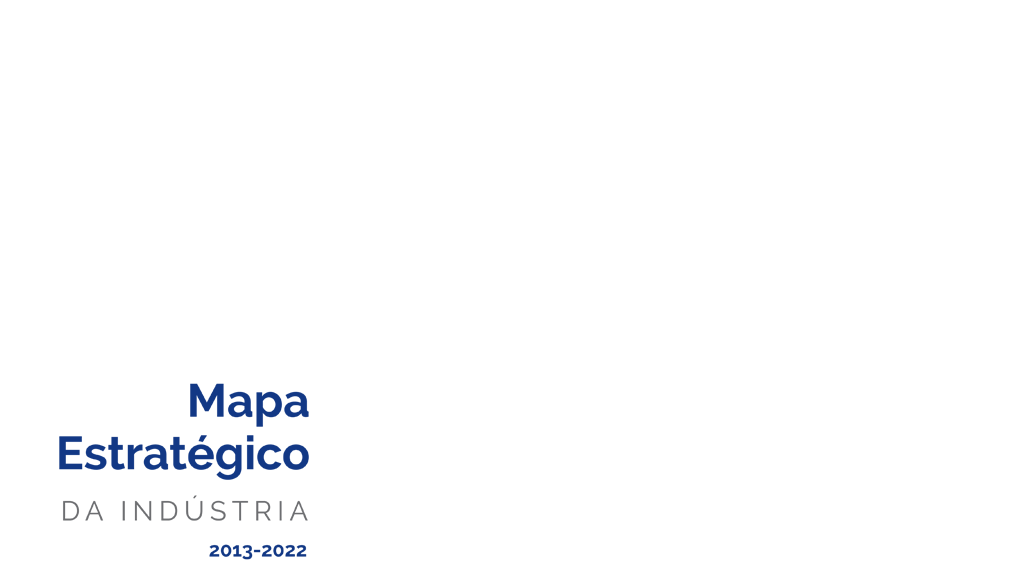 Mapa
Estratégico
DA INDÚSTRIA
2013-2022